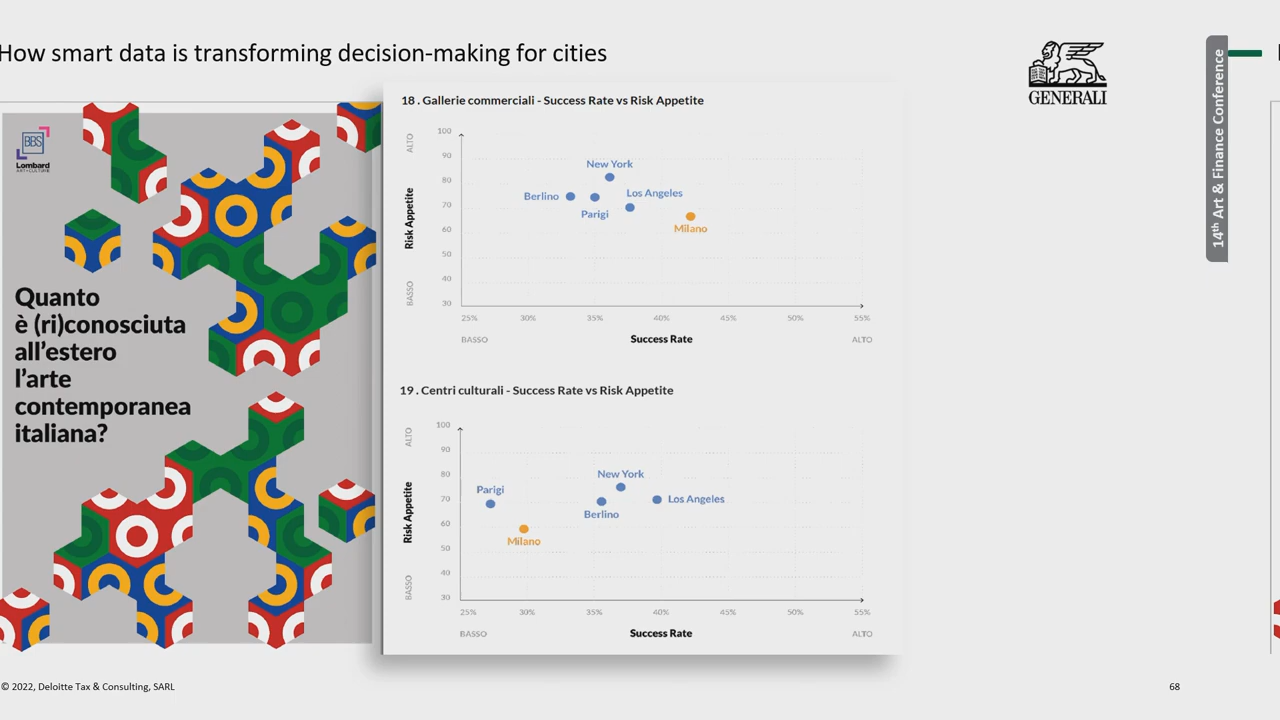 How smart data is transforming decision-making for cities
GENERALI
14th Art & Finance Conference
BBS
Lombard
ART + CULTURE
Quanto
è (ri)conosciuta
all'estero
l'arte
contemporanea
italiana?
18 . Gallerie commerciali - Success Rate vs Risk Appetite
ALTO
Risk Appetite
BASSO
100
90
80
70
60
50
40
30
New York
Berlino
Los Angeles
Parigi
Milano
25%
30%
35%
40%
45%
50%
55%
BASSO
Success Rate
ALTO
19 . Centri culturali - Success Rate vs Risk Appetite
ALTO
Risk Appetite
BASSO
100
90
80
70
60
50
40
30
New York
Parigi
Los Angeles
Berlino
Milano
25%
30%
35%
40%
45%
50%
55%
BASSO
Success Rate
ALTO
© 2022, Deloitte Tax & Consulting, SARL
68